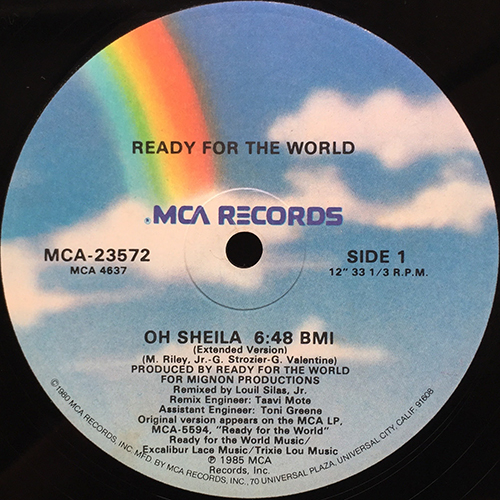 READY FOR THE WORLD
MCA RECORDS
MCA-23572
MCA 4637
SIDE 1
12" 33 1/3 R.P.M.
OH SHEILA 6:48 BMI
(Extended Version)
(M. Riley, Jr.-G. Strozier-G. Valentine)
PRODUCED BY READY FOR THE WORLD
FOR MIGNON PRODUCTIONS
Remixed by Louil Silas, Jr.
Remix Engineer: Taavi Mote
Assistant Engineer: Toni Greene
Original version appears on the MCA LP,
MCA-5594, "Ready for the World"
Ready for the World Music/
Excalibur Lace Music/Trixie Lou Music
℗ 1985 MCA
Records, Inc.
©1980 MCA RECORDS, INC. MFD. BY MCA RECORDS, INC., 70 UNIVERSAL PLAZA, UNIVERSAL CITY, CALIF. 91608